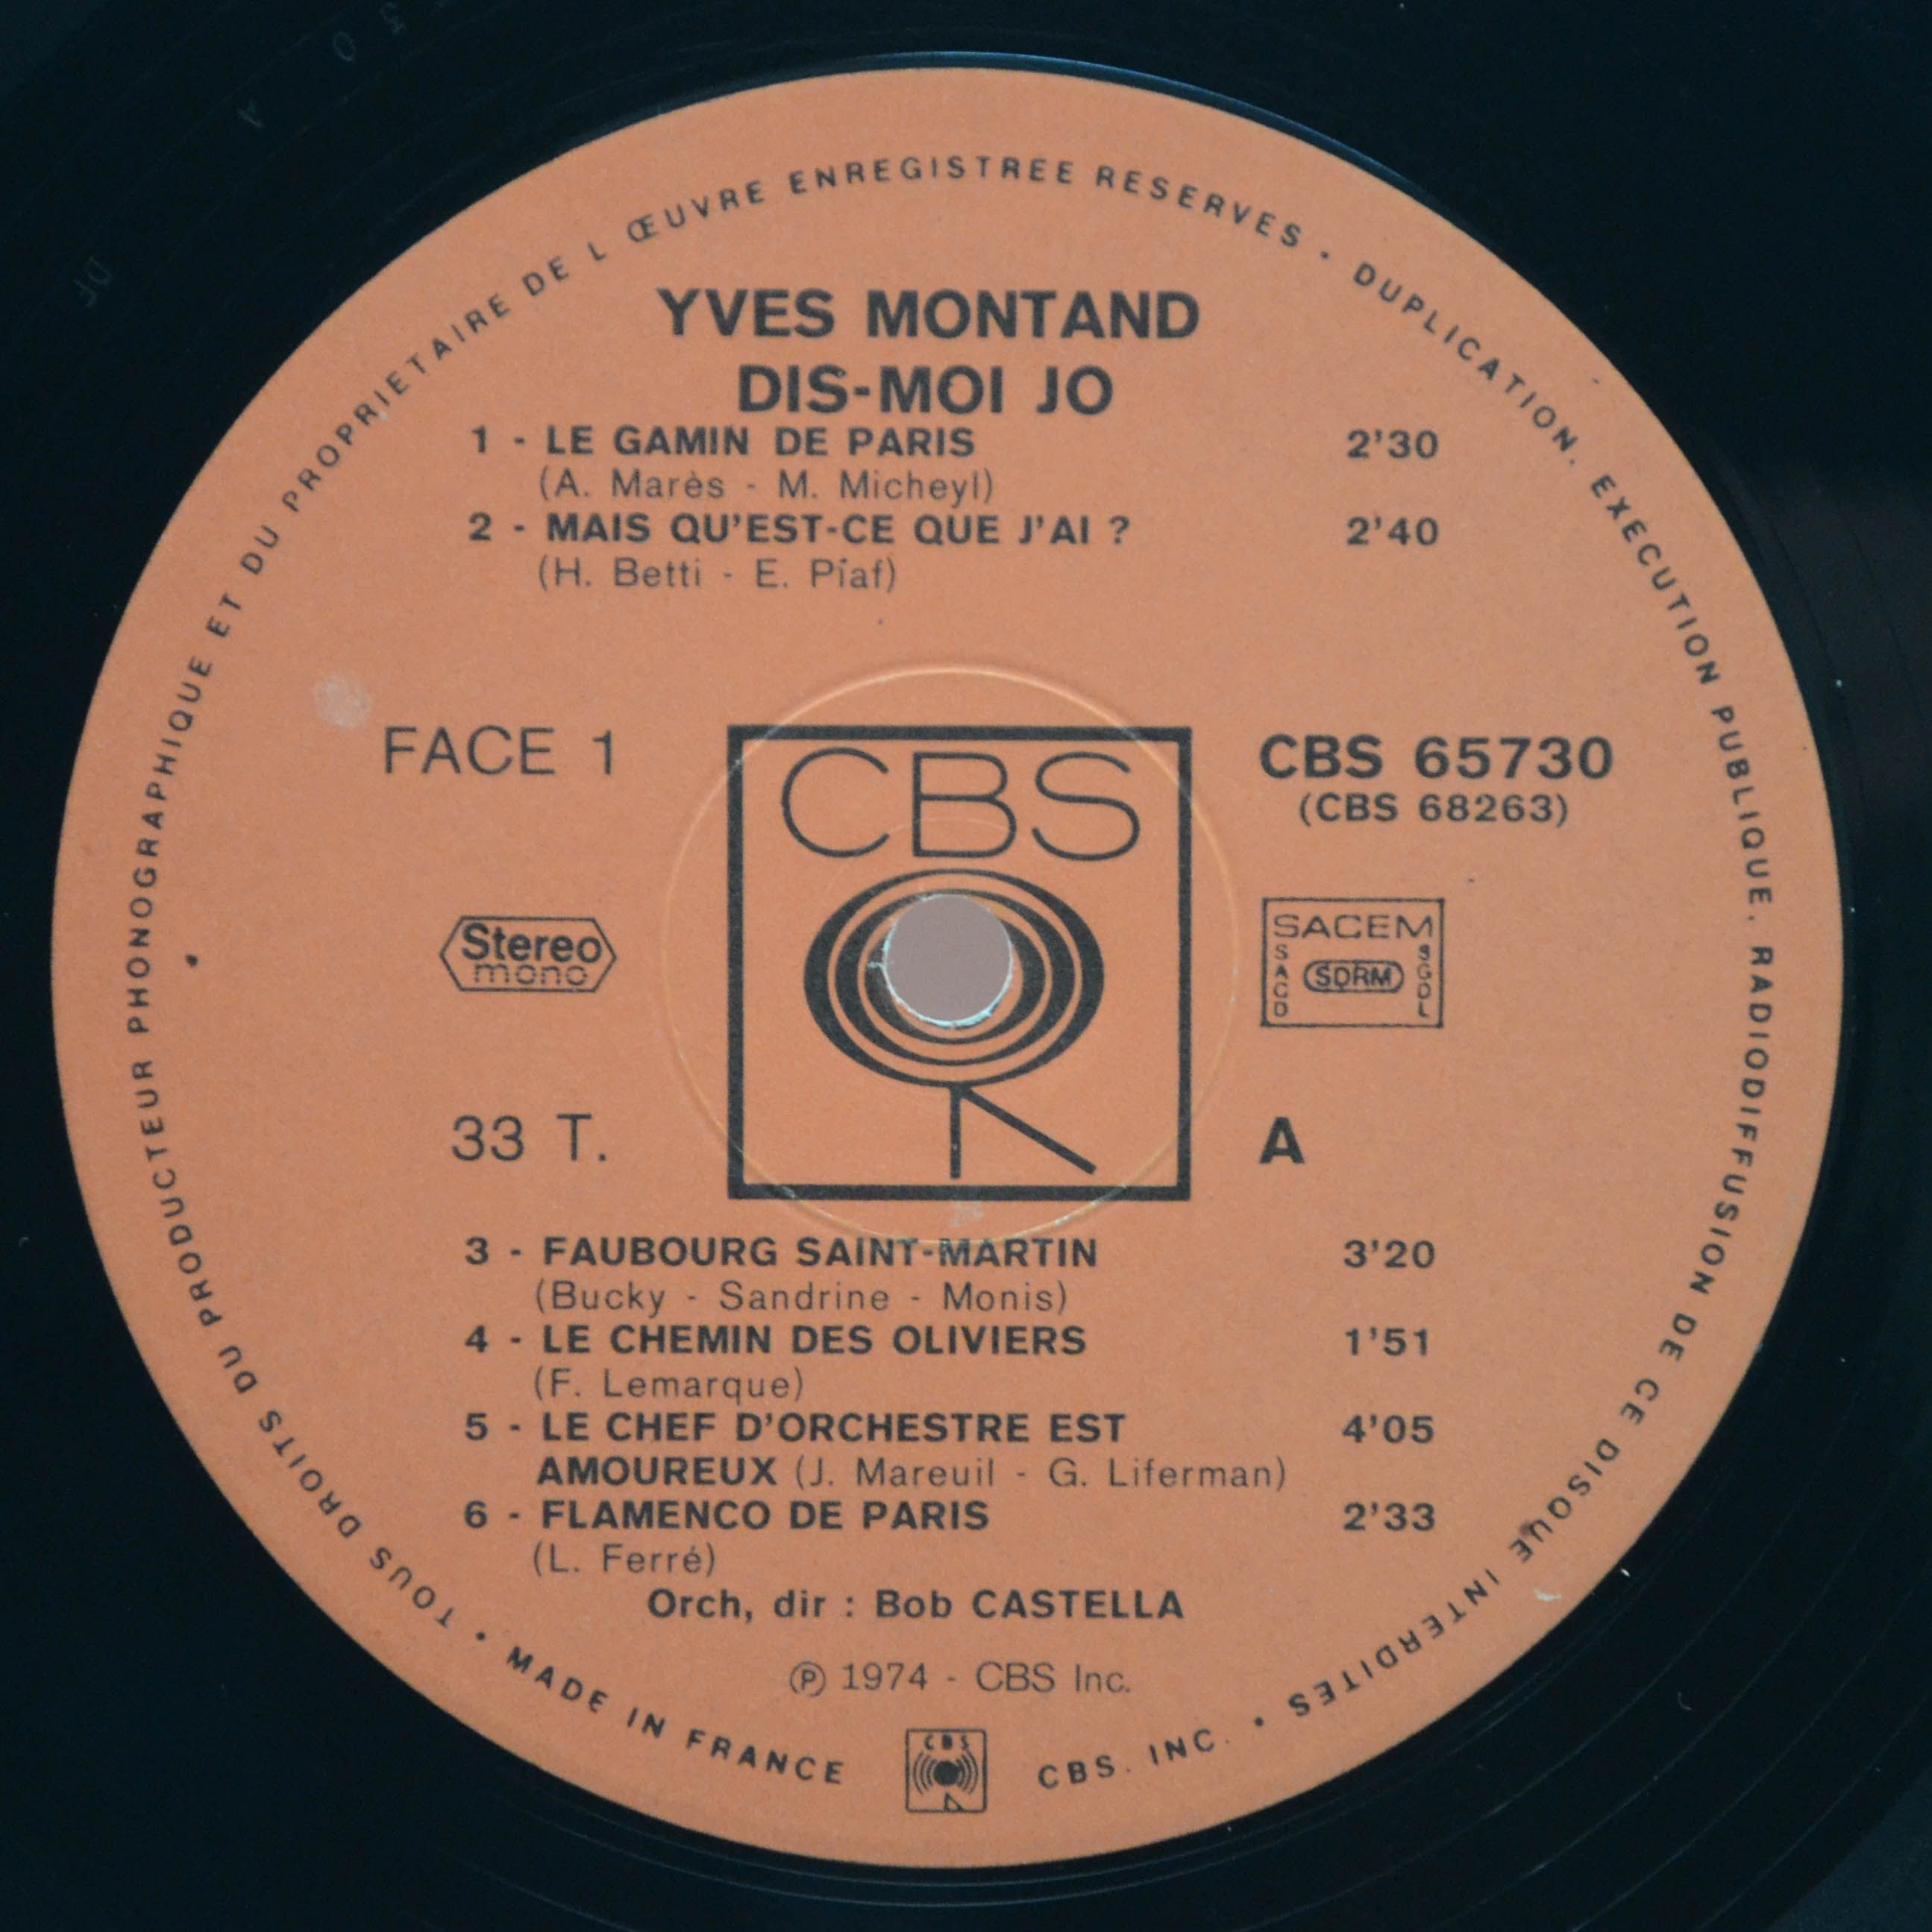 YVES MONTAND
DIS-MOI JO
1 - LE GAMIN DE PARIS 2'30
(A. Marès - M. Micheyl)
2 - MAIS QU'EST-CE QUE J'AI ? 2'40
(H. Betti - E. Piaf)
FACE 1
CBS
CBS 65730
(CBS 68263)
Stereo
mono
SACEM
SACD
SDRM
SGDL
33 T.
A
3 - FAUBOURG SAINT-MARTIN 3'20
(Bucky - Sandrine - Monis)
4 - LE CHEMIN DES OLIVIERS 1'51
(F. Lemarque)
5 - LE CHEF D'ORCHESTRE EST 4'05
AMOUREUX (J. Mareuil - G. Liferman)
6 - FLAMENCO DE PARIS 2'33
(L. Ferré)
Orch, dir : Bob CASTELLA
℗ 1974 - CBS Inc.
CBS
TOUS DROITS DU PRODUCTEUR PHONOGRAPHIQUE ET DU PROPRIETAIRE DE L ŒUVRE ENREGISTREE RESERVES · DUPLICATION. EXECUTION PUBLIQUE. RADIODIFFUSION DE CE DISQUE INTERDITES · CBS. INC.
· MADE IN FRANCE